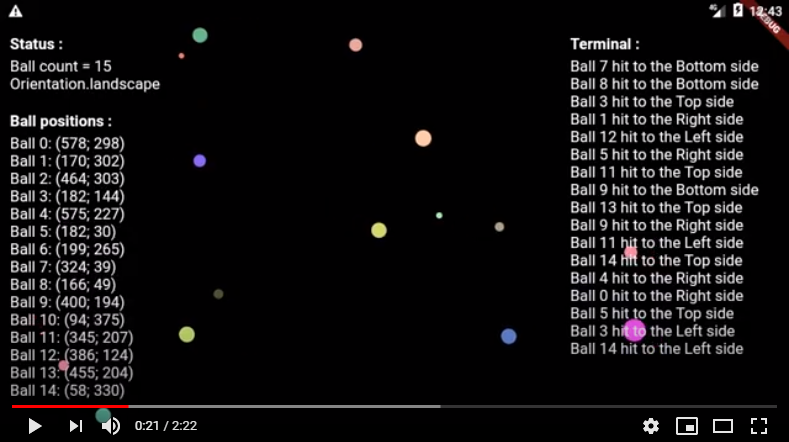 4G 12:43
DEBUG
Status :
Ball count = 15
Orientation.landscape
Ball positions :
Ball 0: (578; 298)
Ball 1: (170; 302)
Ball 2: (464; 303)
Ball 3: (182; 144)
Ball 4: (575; 227)
Ball 5: (182; 30)
Ball 6: (199; 265)
Ball 7: (324; 39)
Ball 8: (166; 49)
Ball 9: (400; 194)
Ball 10: (94; 375)
Ball 11: (345; 207)
Ball 12: (386; 124)
Ball 13: (455; 204)
Ball 14: (58; 330)
Terminal :
Ball 7 hit to the Bottom side
Ball 8 hit to the Bottom side
Ball 3 hit to the Top side
Ball 1 hit to the Right side
Ball 12 hit to the Left side
Ball 5 hit to the Right side
Ball 11 hit to the Top side
Ball 9 hit to the Bottom side
Ball 13 hit to the Top side
Ball 9 hit to the Right side
Ball 11 hit to the Left side
Ball 14 hit to the Top side
Ball 4 hit to the Right side
Ball 0 hit to the Right side
Ball 5 hit to the Top side
Ball 3 hit to the Left side
Ball 14 hit to the Left side
0:21 / 2:22